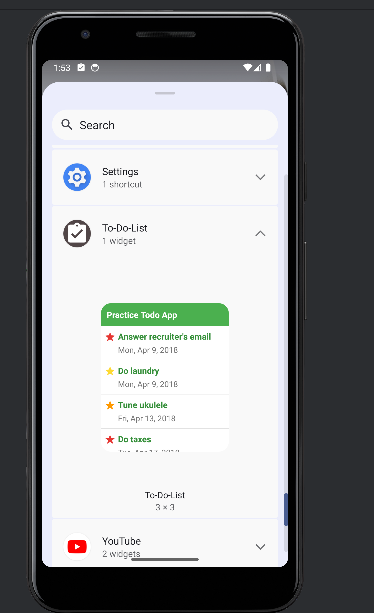 1:53
Search
Settings
1 shortcut
To-Do-List
1 widget
Practice Todo App
Answer recruiter's email
Mon, Apr 9, 2018
Do laundry
Mon, Apr 9, 2018
Tune ukulele
Fri, Apr 13, 2018
Do taxes
To-Do-List
3 × 3
YouTube
2 widgets